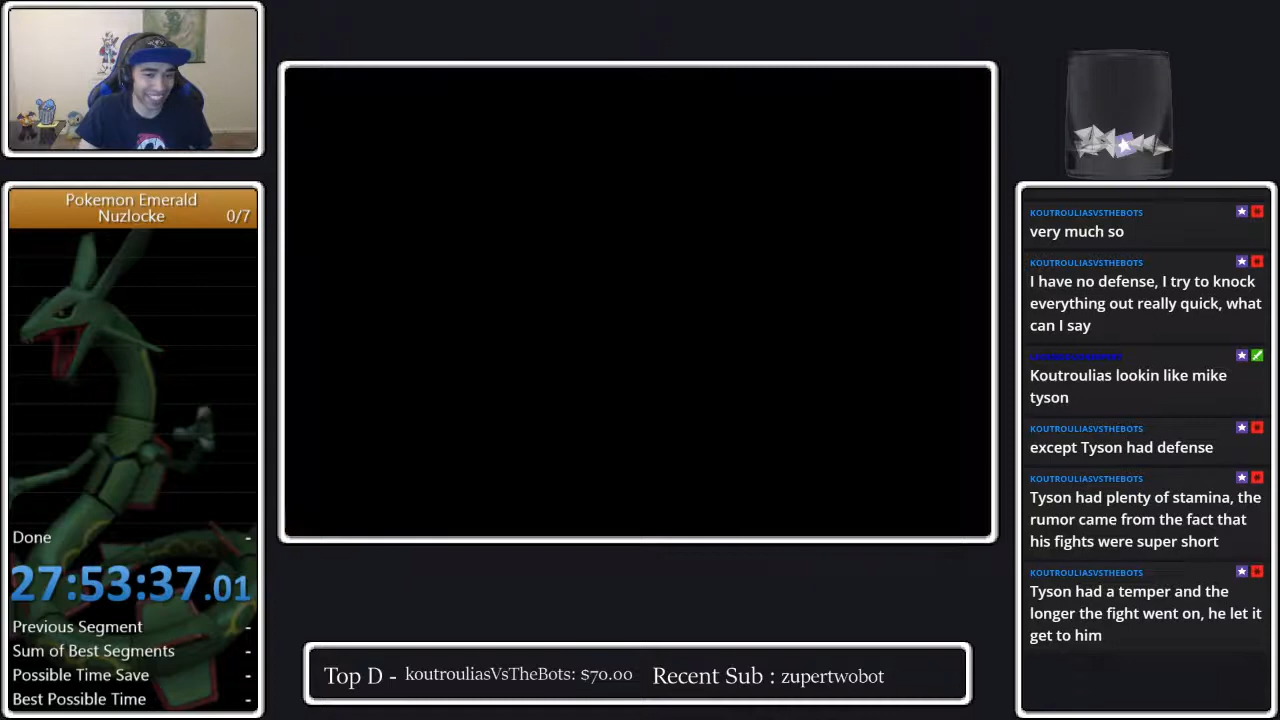 Pokemon Emerald
Nuzlocke 0/7
Done -
27:53:37.01
Previous Segment -
Sum of Best Segments -
Possible Time Save -
Best Possible Time -
Top D - koutrouliasVsTheBots: $70.00 Recent Sub : zupertwobot
KOUTROULIASVSTHEBOTS
very much so
KOUTROULIASVSTHEBOTS
I have no defense, I try to knock
everything out really quick, what
can I say
Koutroulias lookin like mike
tyson
KOUTROULIASVSTHEBOTS
except Tyson had defense
KOUTROULIASVSTHEBOTS
Tyson had plenty of stamina, the
rumor came from the fact that
his fights were super short
KOUTROULIASVSTHEBOTS
Tyson had a temper and the
longer the fight went on, he let it
get to him